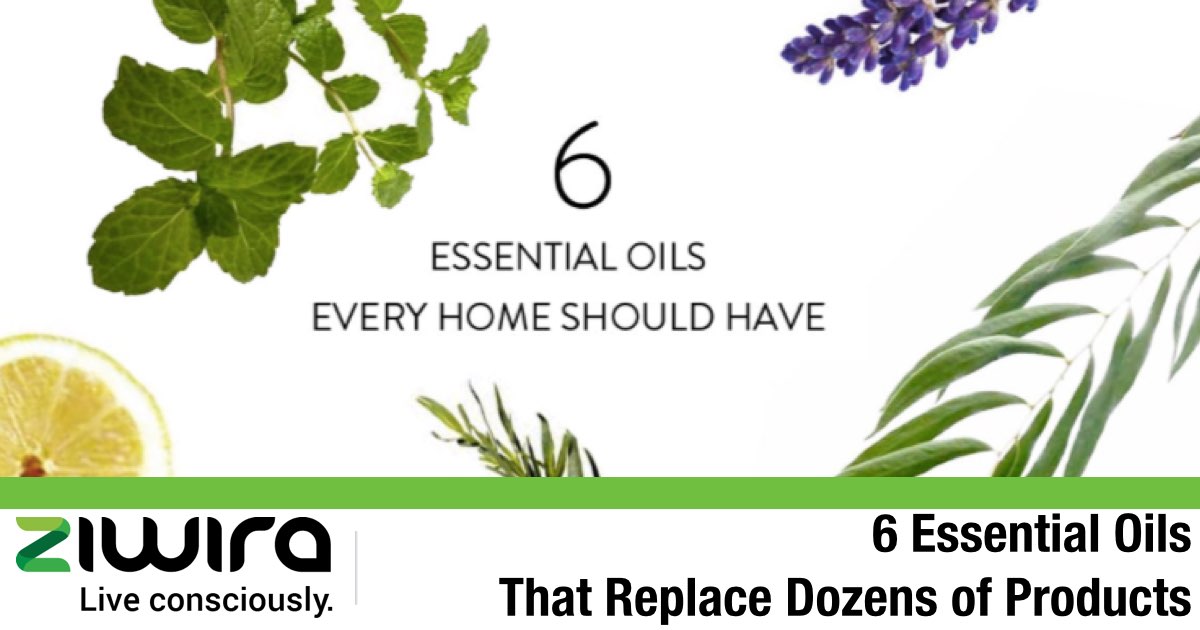 6
ESSENTIAL OILS
EVERY HOME SHOULD HAVE
ziwira
Live consciously.
6 Essential Oils
That Replace Dozens of Products